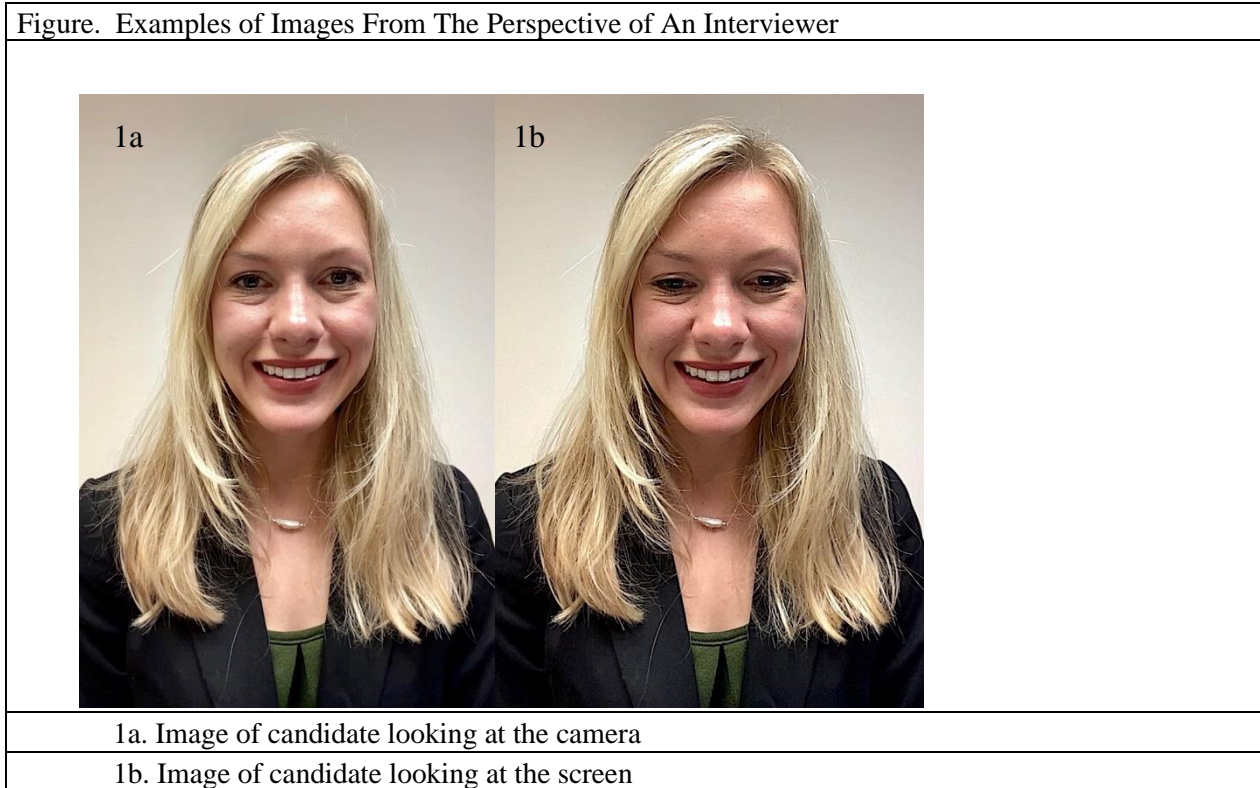 Figure.  Examples of Images From The Perspective of An Interviewer
1a
1b
1a. Image of candidate looking at the camera
1b. Image of candidate looking at the screen